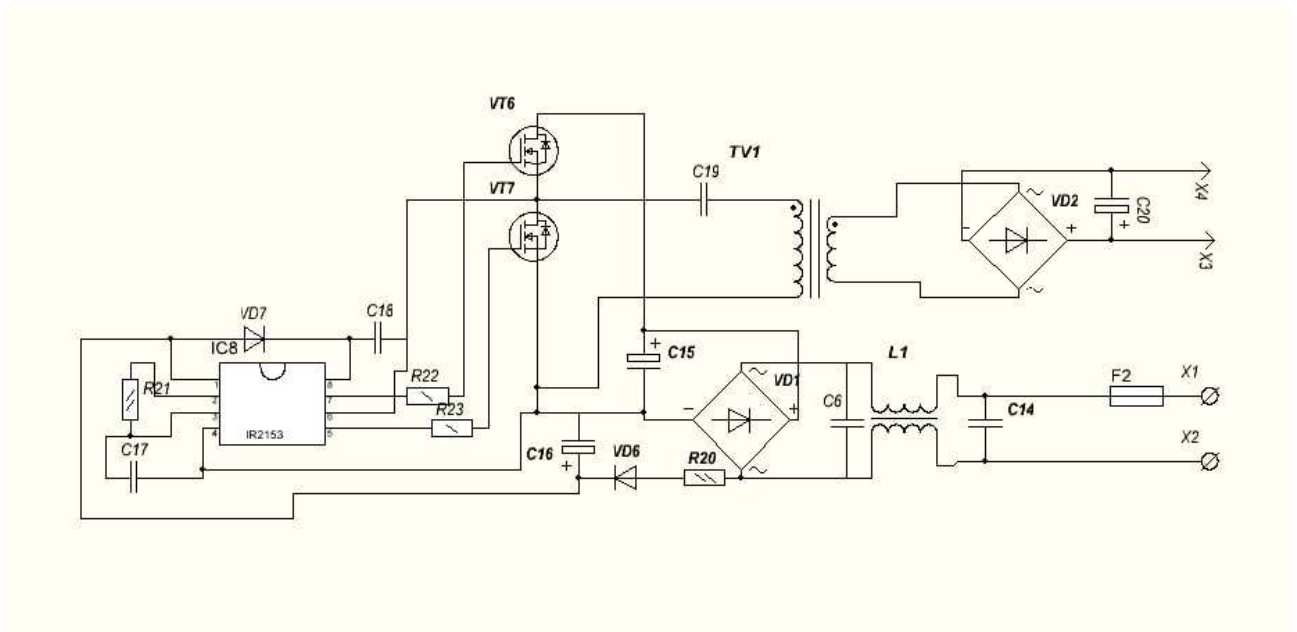 VT6
TV1
C19
X4
VT7
VD2
C20
- +
+
X3
VD7
C18
+
C15
L1
IC8
R22
VD1
F2
X1
1 8
R21
2 7
R23
- +
C6
C14
3 6
4 5
IR2153
C17
C16
+
VD6
R20
X2